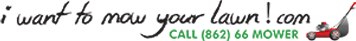 i want to mow your lawn! com
CALL (862) 66 MOWER